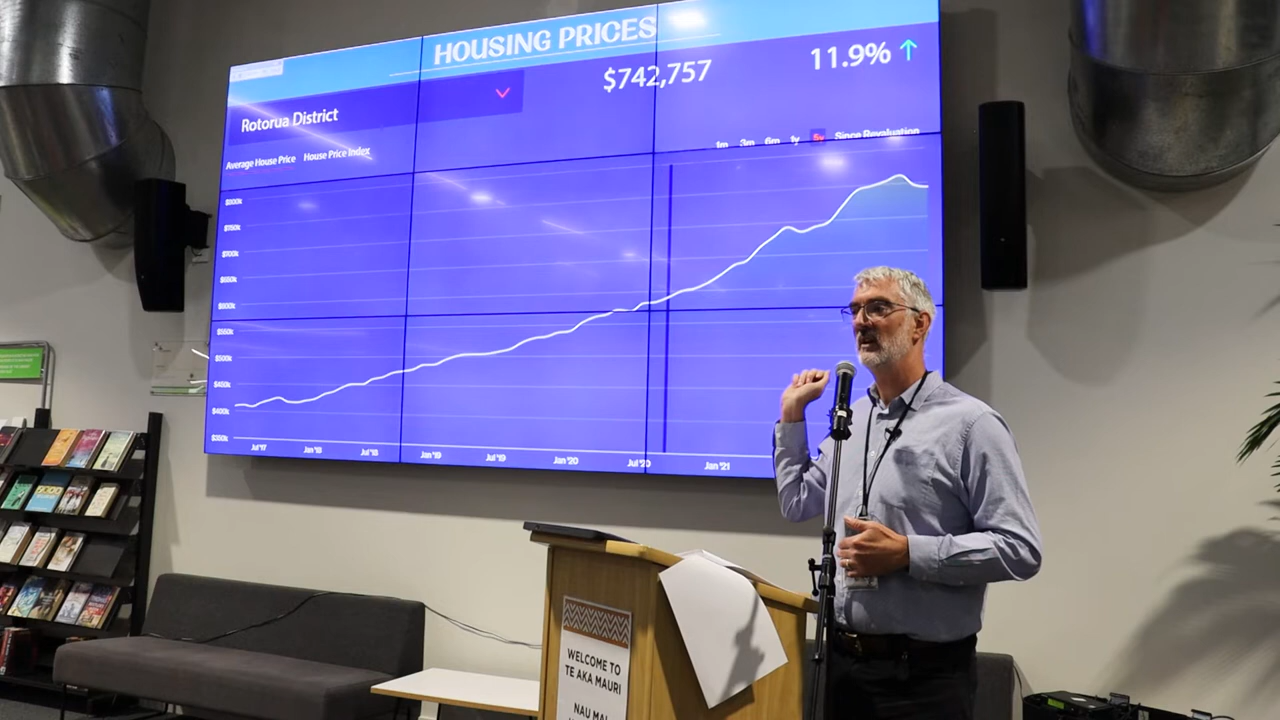 HOUSING PRICES
$742,757
11.9%
Rotorua District
1m 3m 6m 1y 5y Since Revaluation
Average House Price House Price Index
$800k
$750k
$700k
$650k
$600k
$550k
$500k
$450k
$400k
$350k
Jul '17 Jan '18 Jul '18 Jan '19 Jul '19 Jan '20 Jul '20 Jan '21
WELCOME TO
TE AKA MAURI
NAU MAI